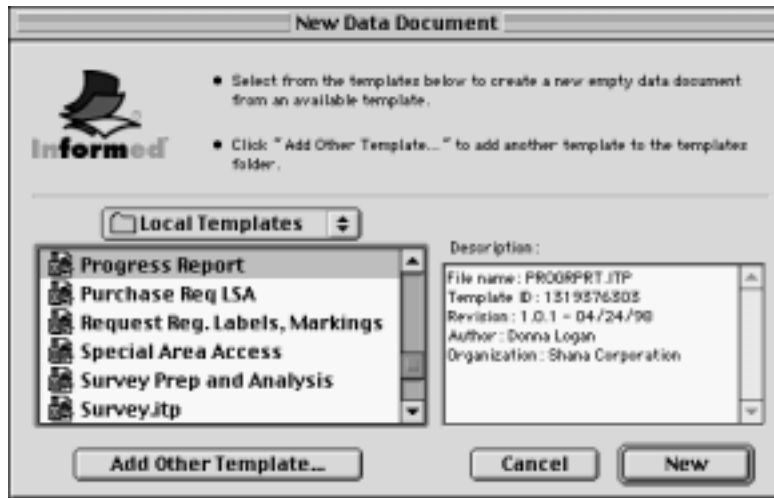 New Data Document
• Select from the templates below to create a new empty data document
from an available template.
Informed
• Click "Add Other Template..." to add another template to the templates
folder.
Local Templates
Description:
Progress Report
Purchase Req LSA
Request Reg. Labels, Markings
Special Area Access
Survey Prep and Analysis
Survey.itp
File name: PROGRPRT.ITP
Template ID: 1319376303
Revision: 1.0.1 - 04/24/98
Author: Donna Logan
Organization: Shana Corporation
Add Other Template...
Cancel
New